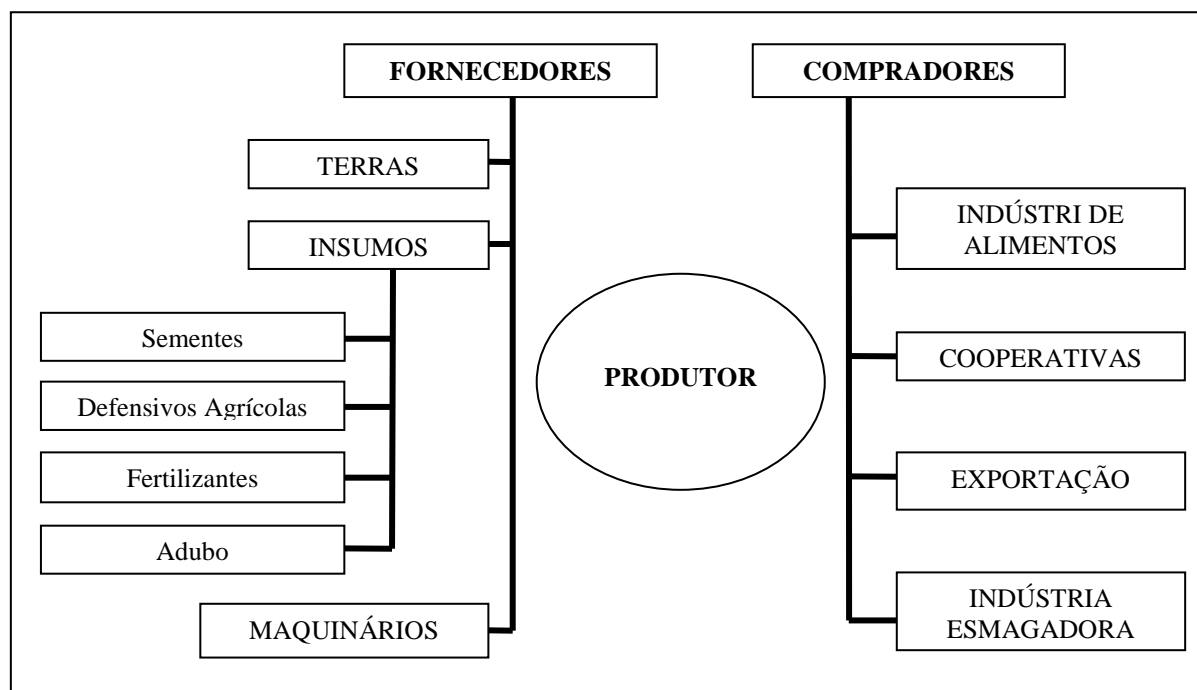 FORNECEDORES
COMPRADORES
TERRAS
INSUMOS
Sementes
Defensivos Agrícolas
Fertilizantes
Adubo
MAQUINÁRIOS
PRODUTOR
INDÚSTRI DE
ALIMENTOS
COOPERATIVAS
EXPORTAÇÃO
INDÚSTRIA
ESMAGADORA